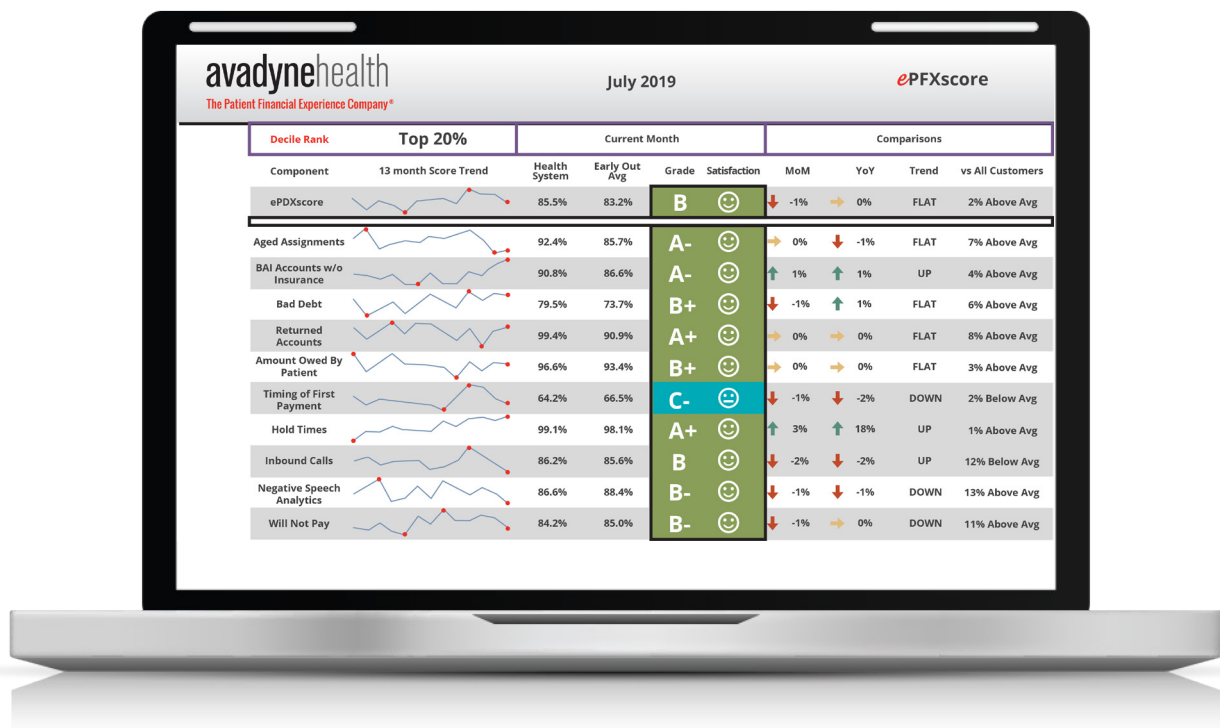 avadynehealth
The Patient Financial Experience Company®
July 2019
ePFXscore
Decile Rank Top 20% Current Month Comparisons
Component 13 month Score Trend Health System Early Out Avg Grade Satisfaction MoM YoY Trend vs All Customers
ePDXscore 85.5% 83.2% B -1% 0% FLAT 2% Above Avg
Aged Assignments 92.4% 85.7% A- 0% -1% FLAT 7% Above Avg
BAI Accounts w/o Insurance 90.8% 86.6% A- 1% 1% UP 4% Above Avg
Bad Debt 79.5% 73.7% B+ -1% 1% FLAT 6% Above Avg
Returned Accounts 99.4% 90.9% A+ 0% 0% FLAT 8% Above Avg
Amount Owed By Patient 96.6% 93.4% B+ 0% 0% FLAT 3% Above Avg
Timing of First Payment 64.2% 66.5% C- -1% -2% DOWN 2% Below Avg
Hold Times 99.1% 98.1% A+ 3% 18% UP 1% Above Avg
Inbound Calls 86.2% 85.6% B -2% -2% UP 12% Below Avg
Negative Speech Analytics 86.6% 88.4% B- -1% -1% DOWN 13% Above Avg
Will Not Pay 84.2% 85.0% B- -1% 0% DOWN 11% Above Avg